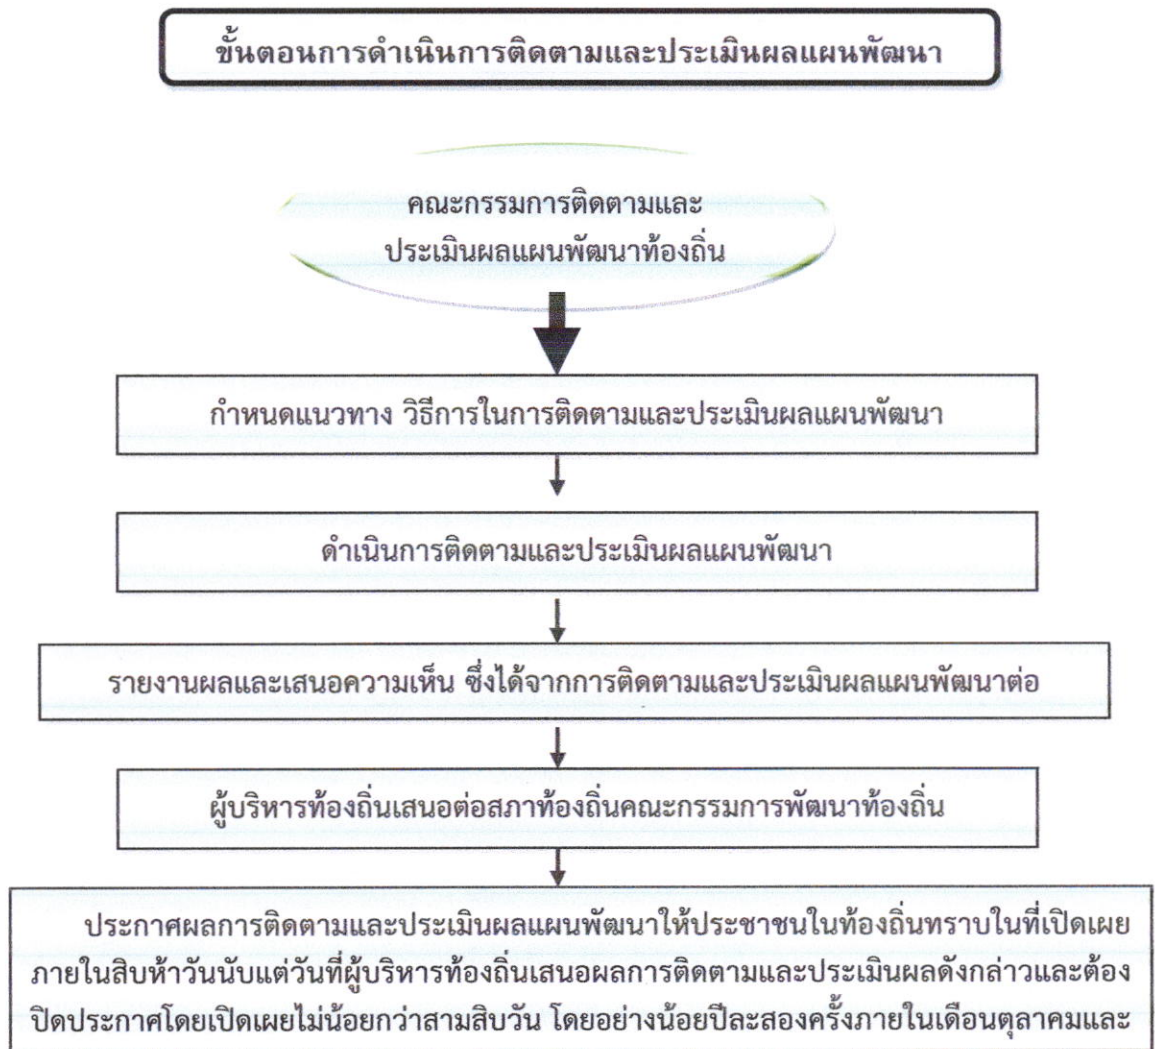 ขั้นตอนการดำเนินการติดตามและประเมินผลแผนพัฒนา
คณะกรรมการติดตามและ
ประเมินผลแผนพัฒนาท้องถิ่น
กำหนดแนวทาง วิธีการในการติดตามและประเมินผลแผนพัฒนา
ดำเนินการติดตามและประเมินผลแผนพัฒนา
รายงานผลและเสนอความเห็น ซึ่งได้จากการติดตามและประเมินผลแผนพัฒนาต่อ
ผู้บริหารท้องถิ่นเสนอต่อสภาท้องถิ่นคณะกรรมการพัฒนาท้องถิ่น
ประกาศผลการติดตามและประเมินผลแผนพัฒนาให้ประชาชนในท้องถิ่นทราบในที่เปิดเผย
ภายในสิบห้าวันนับแต่วันที่ผู้บริหารท้องถิ่นเสนอผลการติดตามและประเมินผลดังกล่าวและต้อง
ปิดประกาศโดยเปิดเผยไม่น้อยกว่าสามสิบวัน โดยอย่างน้อยปีละสองครั้งภายในเดือนตุลาคมและ